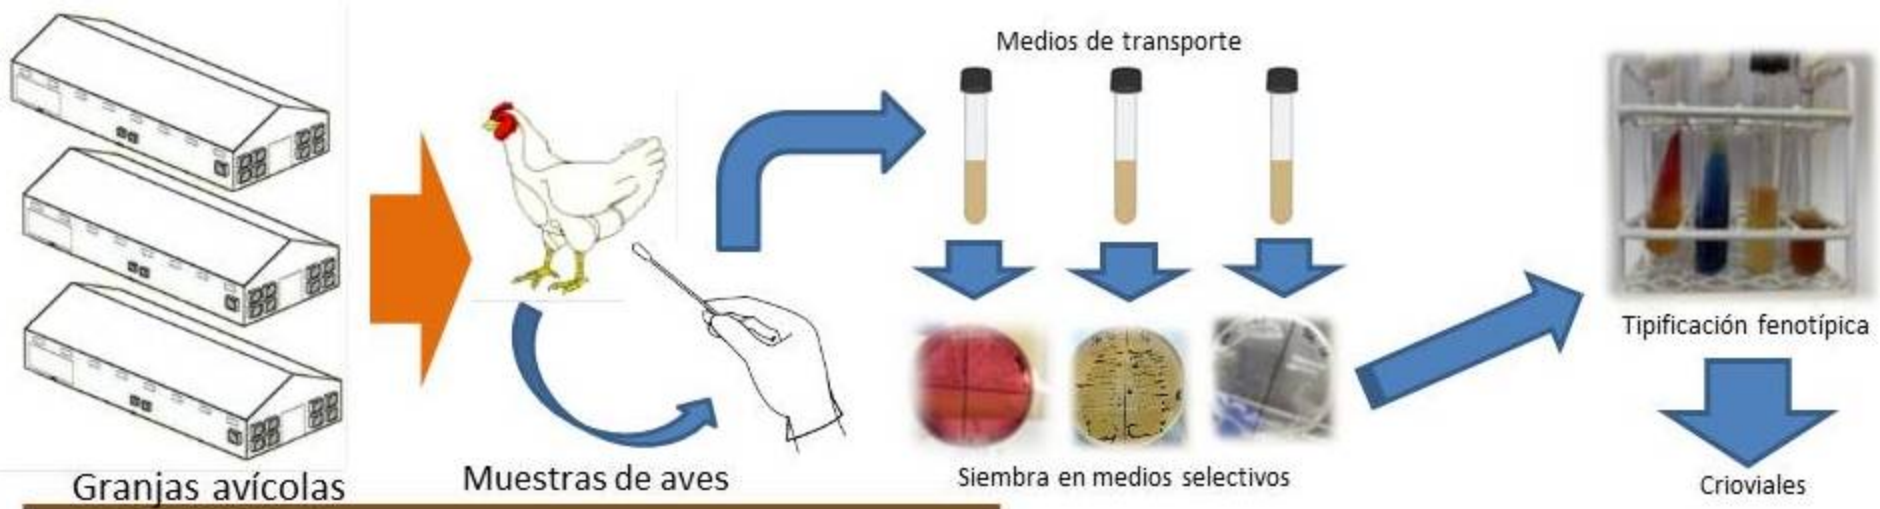 Medios de transporte
Tipificación fenotípica
Granjas avícolas
Muestras de aves
Siembra en medios selectivos
Crioviales